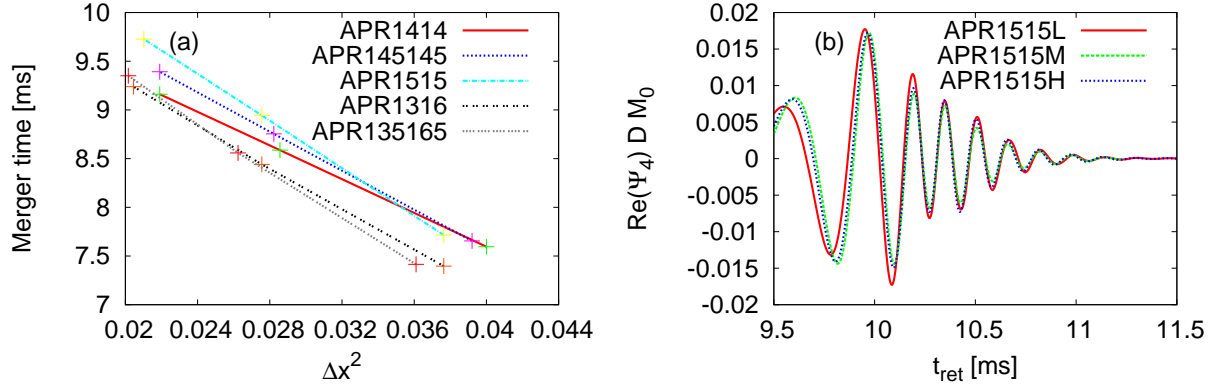 (a)
APR1414
APR145145
APR1515
APR1316
APR135165
Merger time [ms]
10
9.5
9
8.5
8
7.5
7
0.02 0.024 0.028 0.032 0.036 0.04 0.044
Δx²
(b)
APR1515L
APR1515M
APR1515H
Re(Ψ₄) D M₀
0.02
0.015
0.01
0.005
0
-0.005
-0.01
-0.015
-0.02
9.5 10 10.5 11 11.5
t_ret [ms]